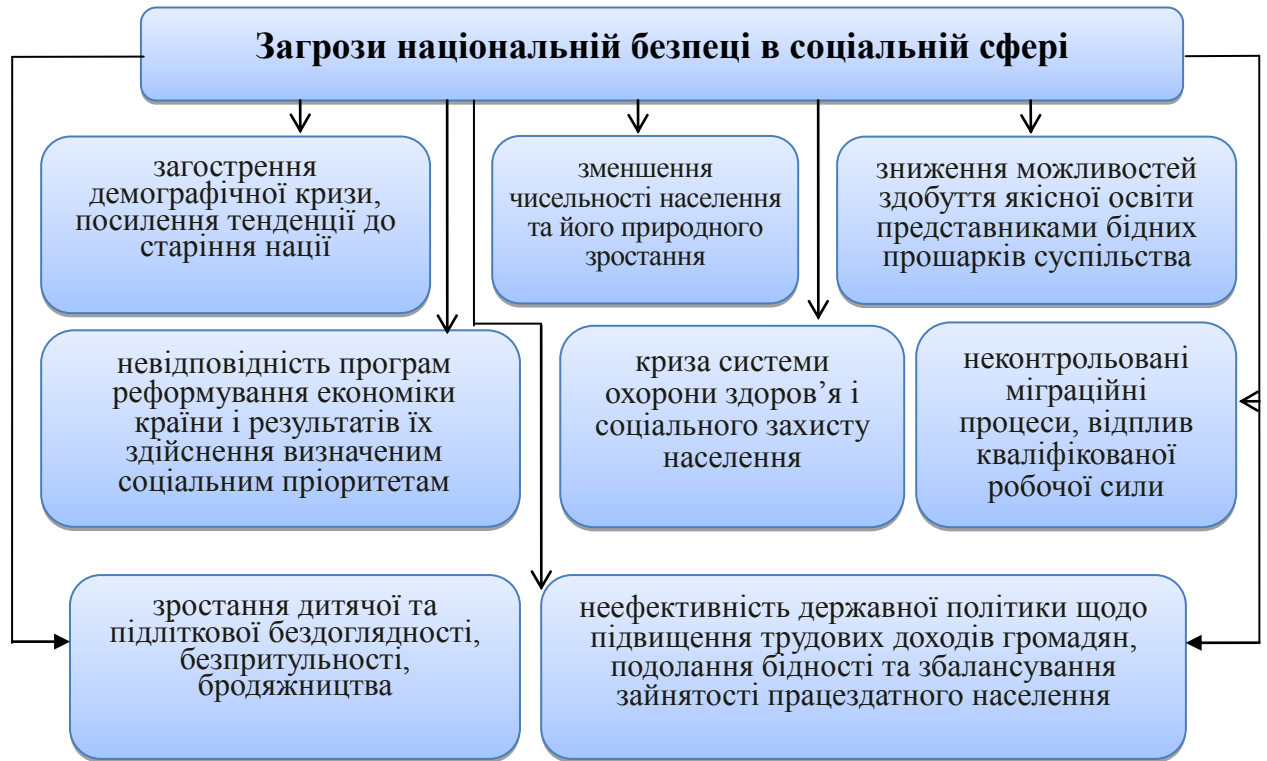 Загрози національній безпеці в соціальній сфері
загострення
демографічної кризи,
посилення тенденції до
старіння нації
зменшення
чисельності населення
та його природного
зростання
зниження можливостей
здобуття якісної освіти
представниками бідних
прошарків суспільства
невідповідність програм
реформування економіки
країни і результатів їх
здійснення визначеним
соціальним пріоритетам
криза системи
охорони здоров’я і
соціального захисту
населення
неконтрольовані
міграційні
процеси, відплив
кваліфікованої
робочої сили
зростання дитячої та
підліткової бездоглядності,
безпритульності,
бродяжництва
неефективність державної політики щодо
підвищення трудових доходів громадян,
подолання бідності та збалансування
зайнятості працездатного населення